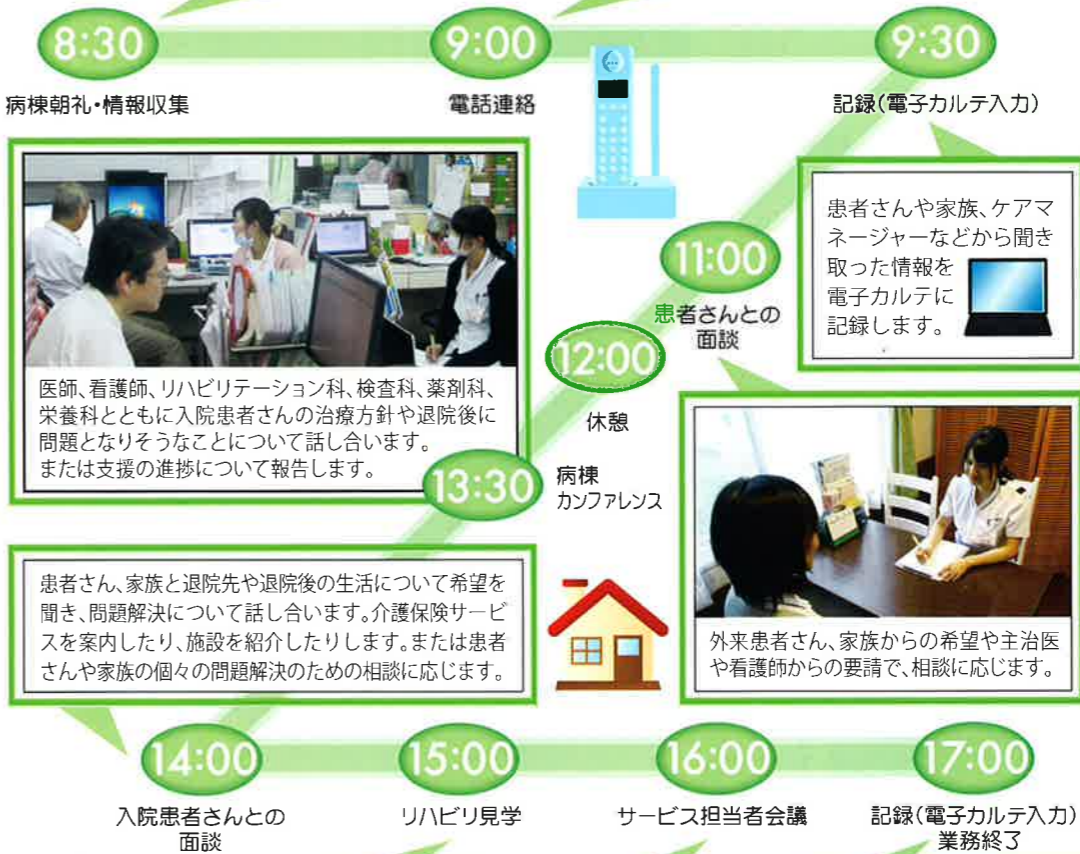 8:30
病棟朝礼・情報収集
9:00
電話連絡
9:30
記録(電子カルテ入力)
患者さんや家族、ケアマ
ネージャーなどから聞き
取った情報を
電子カルテに
記録します。
11:00
患者さんとの
面談
外来患者さん、家族からの希望や主治医
や看護師からの要請で、相談に応じます。
12:00
休憩
13:30
病棟
カンファレンス
医師、看護師、リハビリテーション科、検査科、薬剤科、
栄養科とともに入院患者さんの治療方針や退院後に
問題となりそうなことについて話し合います。
または支援の進捗について報告します。
患者さん、家族と退院先や退院後の生活について希望を
聞き、問題解決について話し合います。介護保険サービ
スを案内したり、施設を紹介したりします。または患者
さんや家族の個々の問題解決のための相談に応じます。
14:00
入院患者さんとの
面談
15:00
リハビリ見学
16:00
サービス担当者会議
17:00
記録(電子カルテ入力)
業務終了